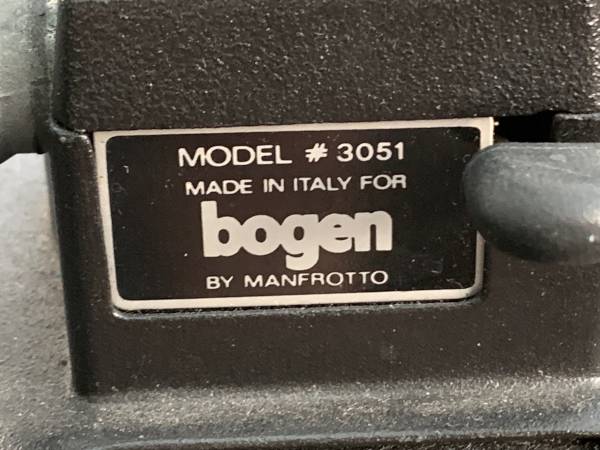 MODEL # 3051
MADE IN ITALY FOR
bogen
BY MANFROTTO